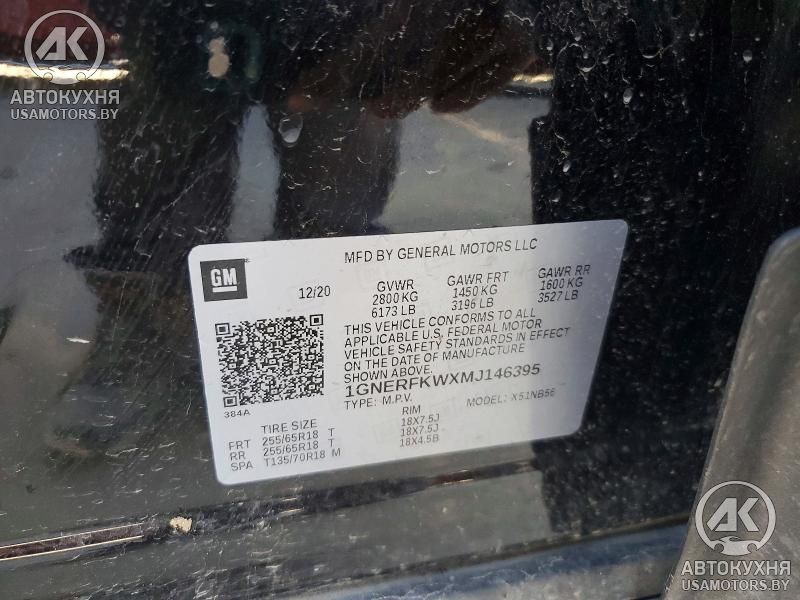 AK
АВТОКУХНЯ
USAMOTORS.BY
MFD BY GENERAL MOTORS LLC
GM
12/20
GVWR GAWR FRT GAWR RR
2800 KG 1450 KG 1600 KG
6173 LB 3196 LB 3527 LB
THIS VEHICLE CONFORMS TO ALL
APPLICABLE U.S. FEDERAL MOTOR
VEHICLE SAFETY STANDARDS IN EFFECT
ON THE DATE OF MANUFACTURE
SHOWN ABOVE.
1GNERFKWXMJ146395
TYPE: M.P.V. MODEL: X51NB56
384A
TIRE SIZE RIM
FRT 255/65R18 T 18X7.5J
RR 255/65R18 T 18X7.5J
SPA T135/70R18 M 18X4.5B
AK
АВТОКУХНЯ
USAMOTORS.BY